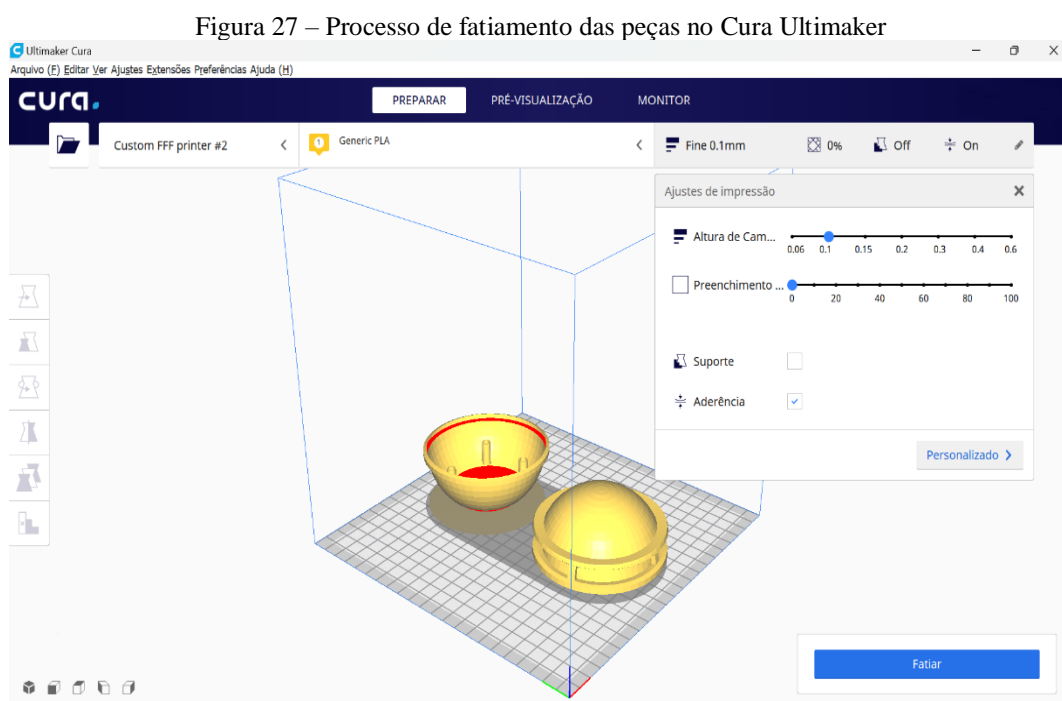 Figura 27 – Processo de fatiamento das peças no Cura Ultimaker
Ultimaker Cura
Arquivo (F) Editar Ver Ajustes Extensões Preferências Ajuda (H)
cura.
PREPARAR PRÉ-VISUALIZAÇÃO MONITOR
Custom FFF printer #2
1 Generic PLA
Fine 0.1mm 0% Off On
Ajustes de impressão
Altura de Cam...
0.06 0.1 0.15 0.2 0.3 0.4 0.6
Preenchimento ...
0 20 40 60 80 100
Suporte
Aderência
Personalizado
Fatiar